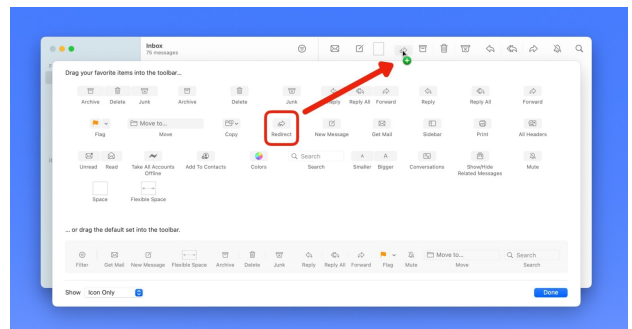 Inbox
75 messages
Drag your favorite items into the toolbar...
Archive Delete Junk Archive Delete Junk Reply Reply All Forward Reply Reply All Forward
Flag Move to... Move Copy Redirect New Message Get Mail Sidebar Print All Headers
Unread Read Take All Accounts Offline Add To Contacts Colors Search Search A Smaller A Bigger Conversations Show/Hide Related Messages Mute
Space Flexible Space
... or drag the default set into the toolbar.
Move to... Search
Filter Get Mail New Message Flexible Space Archive Delete Junk Reply Reply All Forward Flag Mute Move Search
Show Icon Only Done